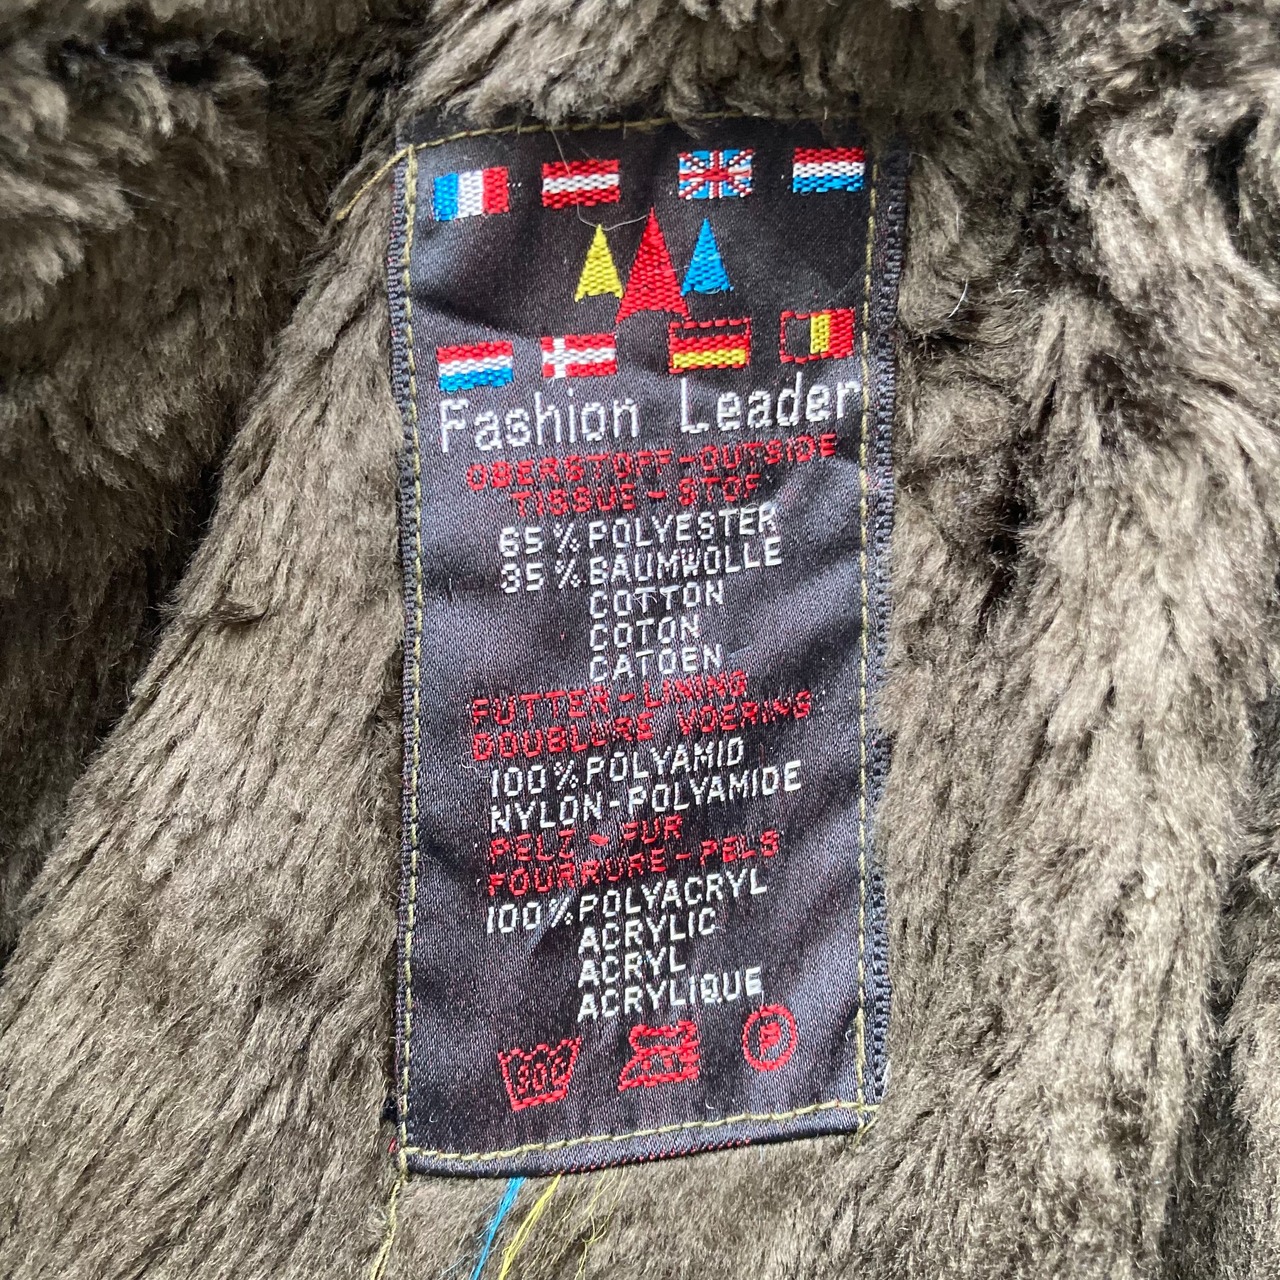 Fashion Leader
OBERSTOFF-OUTSIDE
TISSUE-STOF
65% POLYESTER
35% BAUMWOLLE
COTTON
COTON
CATOEN
FUTTER-LINING
DOUBLURE VOERING
100% POLYAMID
NYLON-POLYAMIDE
PELZ-FUR
FOURRURE-PELS
100% POLYACRYL
ACRYLIC
ACRYL
ACRYLIQUE
P